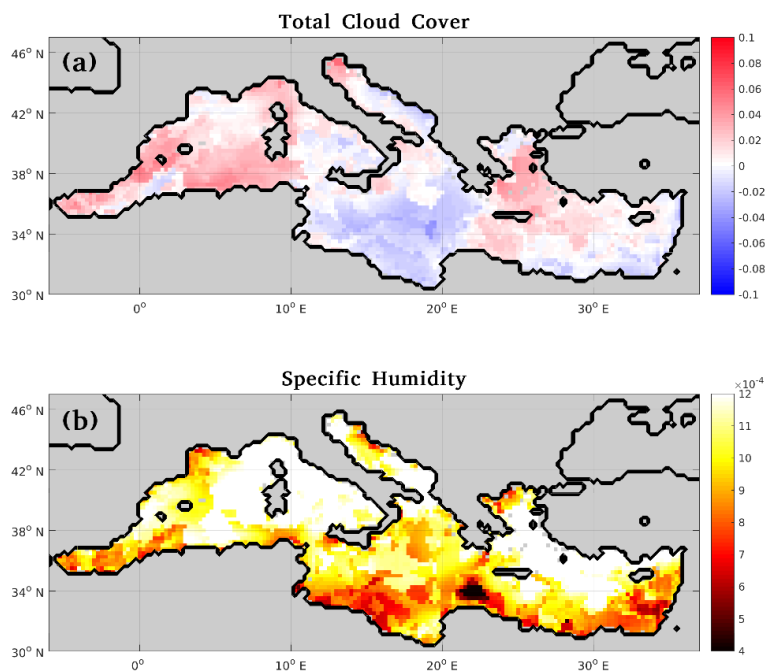 Total Cloud Cover
(a)
46° N
42° N
38° N
34° N
30° N
0°
10° E
20° E
30° E
0.1
0.08
0.06
0.04
0.02
0
-0.02
-0.04
-0.06
-0.08
-0.1
Specific Humidity
(b)
46° N
42° N
38° N
34° N
30° N
0°
10° E
20° E
30° E
×10⁻⁴
12
11
10
9
8
7
6
5
4